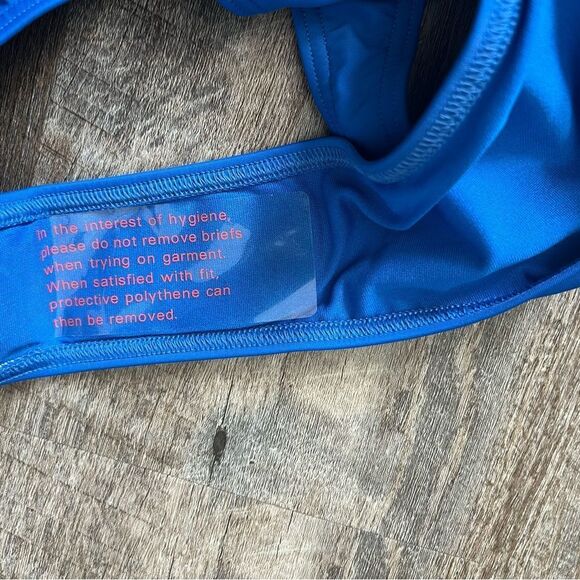 In the interest of hygiene,
please do not remove briefs
when trying on garment.
When satisfied with fit,
protective polythene can
then be removed.